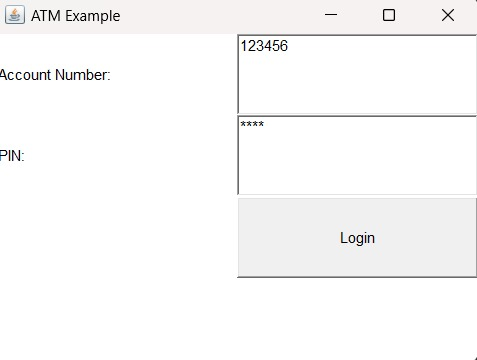 ATM Example
Account Number:
123456
PIN:
****
Login